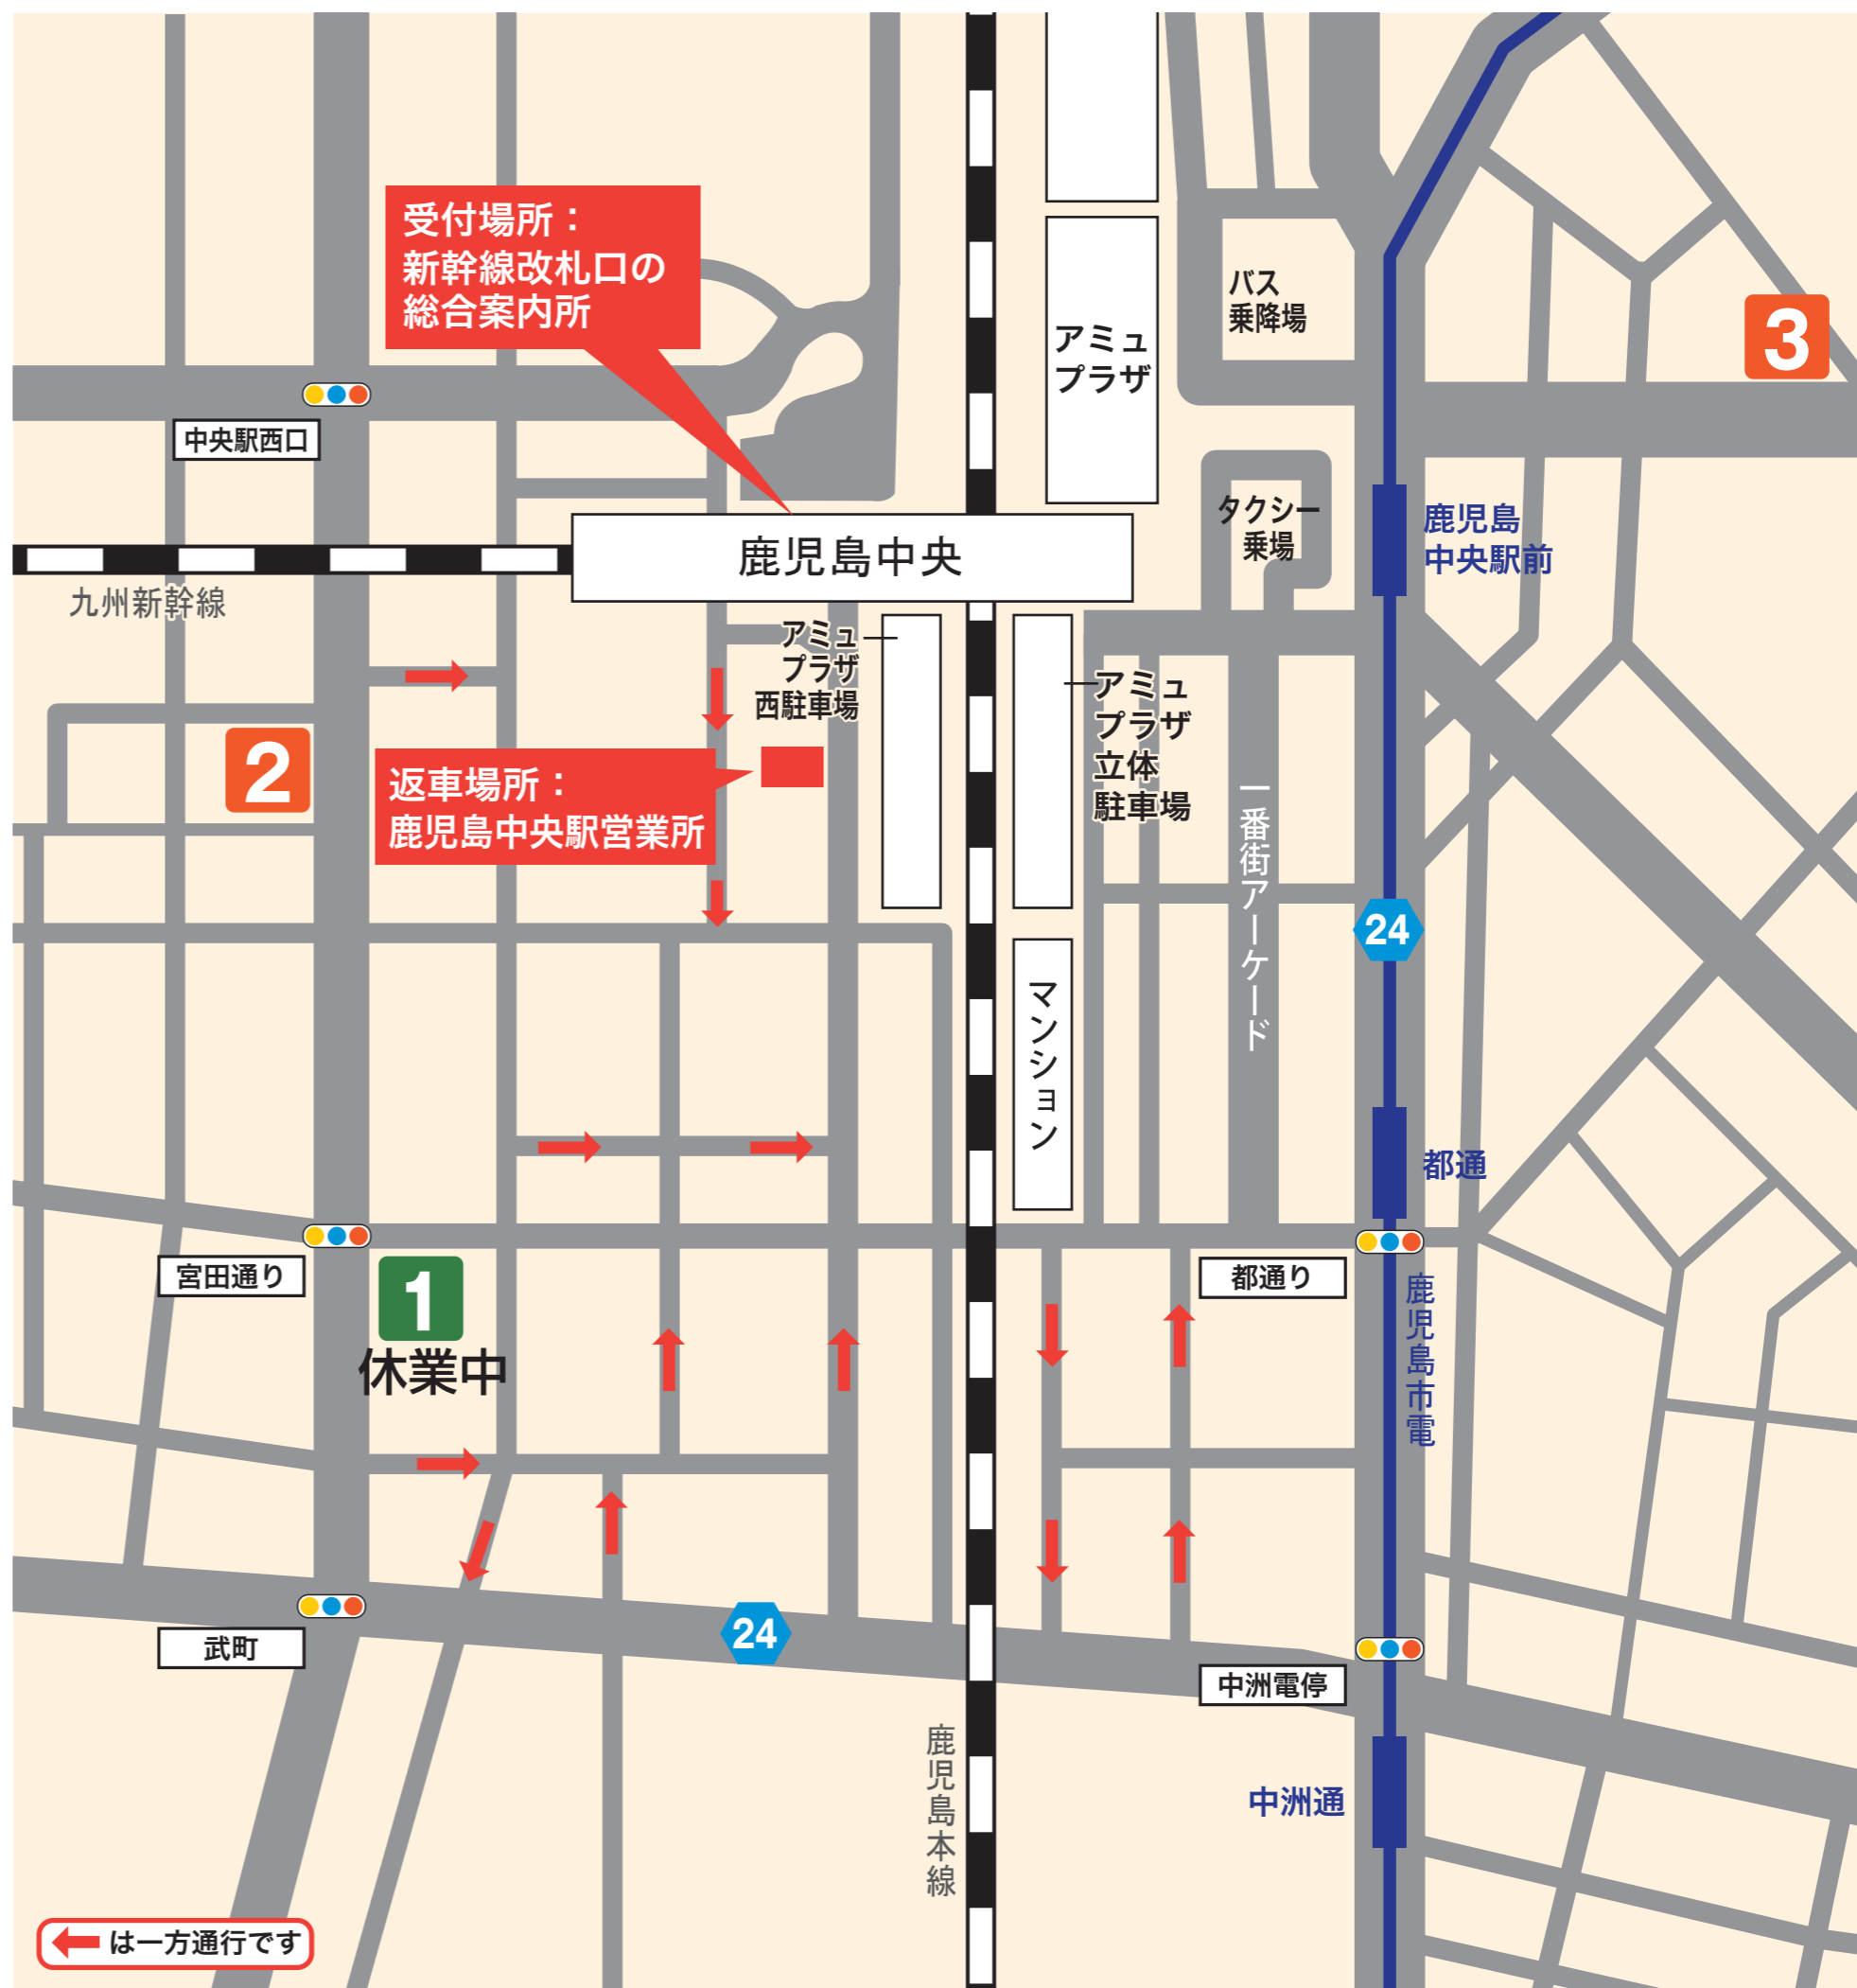 受付場所：
新幹線改札口の
総合案内所
バス
乗降場
アミュ
プラザ
3
中央駅西口
タクシー
乗場
鹿児島
中央駅前
鹿児島中央
九州新幹線
アミュ
プラザ
西駐車場
アミュ
プラザ
立体
駐車場
2
返車場所：
鹿児島中央駅営業所
一番街アーケード
24
マンション
都通
宮田通り
1
休業中
都通り
鹿児島市電
武町
24
中洲電停
鹿児島本線
中洲通
は一方通行です